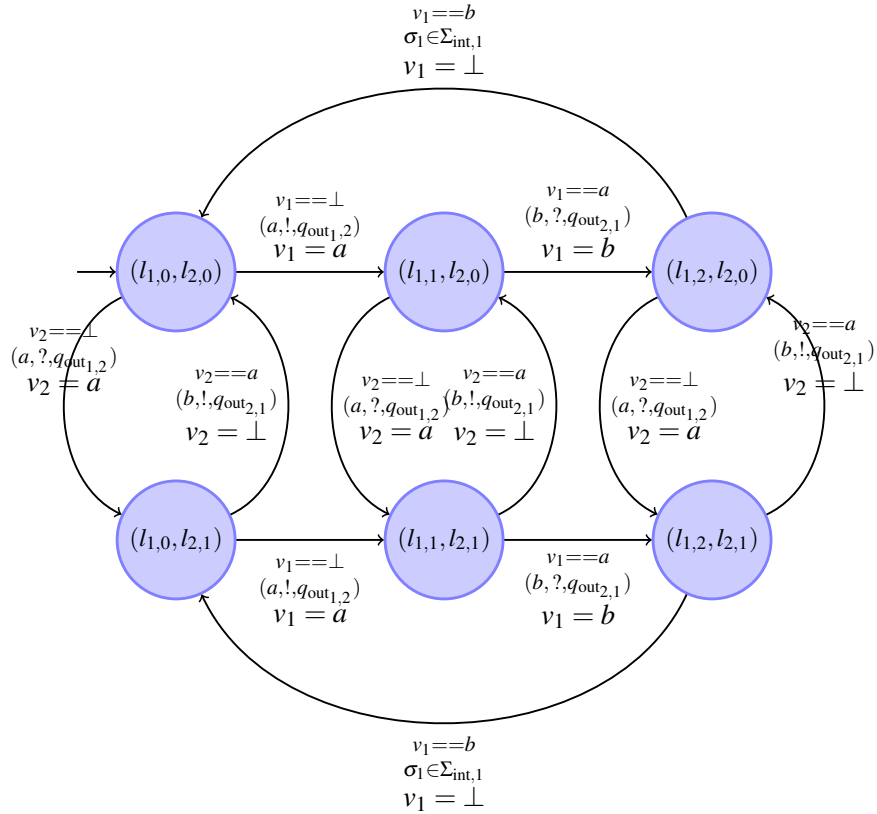 v₁==b
σ₁∈Σ_int,1
v₁ = ⊥
v₁==⊥
(a,!,q_out₁,₂)
v₁ = a
v₁==a
(b,?,q_out₂,₁)
v₁ = b
(l₁,₀,l₂,₀)
(l₁,₁,l₂,₀)
(l₁,₂,l₂,₀)
v₂==⊥
(a,?,q_out₁,₂)
v₂ = a
v₂==a
(b,!,q_out₂,₁)
v₂ = ⊥
v₂==⊥
(a,?,q_out₁,₂)
v₂ = a
v₂==a
(b,!,q_out₂,₁)
v₂ = ⊥
v₂==⊥
(a,?,q_out₁,₂)
v₂ = a
v₂==a
(b,!,q_out₂,₁)
v₂ = ⊥
(l₁,₀,l₂,₁)
(l₁,₁,l₂,₁)
(l₁,₂,l₂,₁)
v₁==⊥
(a,!,q_out₁,₂)
v₁ = a
v₁==a
(b,?,q_out₂,₁)
v₁ = b
v₁==b
σ₁∈Σ_int,1
v₁ = ⊥